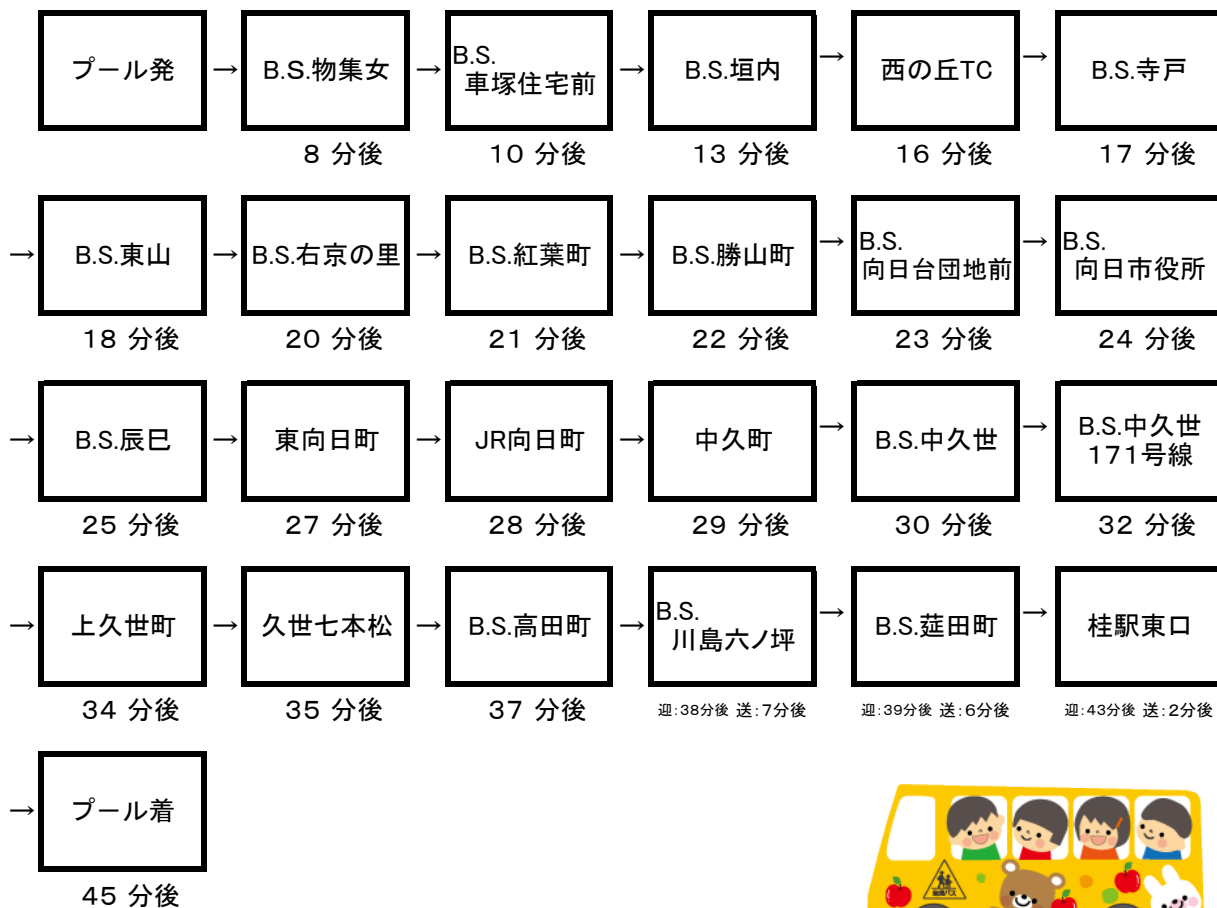 プール発 → B.S.物集女 → B.S.車塚住宅前 → B.S.垣内 → 西の丘TC → B.S.寺戸
8 分後 10 分後 13 分後 16 分後 17 分後
→ B.S.東山 → B.S.右京の里 → B.S.紅葉町 → B.S.勝山町 → B.S.向日台団地前 → B.S.向日市役所
18 分後 20 分後 21 分後 22 分後 23 分後 24 分後
→ B.S.辰巳 → 東向日町 → JR向日町 → 中久町 → B.S.中久世 → B.S.中久世171号線
25 分後 27 分後 28 分後 29 分後 30 分後 32 分後
→ 上久世町 → 久世七本松 → B.S.高田町 → B.S.川島六ノ坪 → B.S.莚田町 → 桂駅東口
34 分後 35 分後 37 分後 迎:38分後 送:7分後 迎:39分後 送:6分後 迎:43分後 送:2分後
→ プール着
45 分後